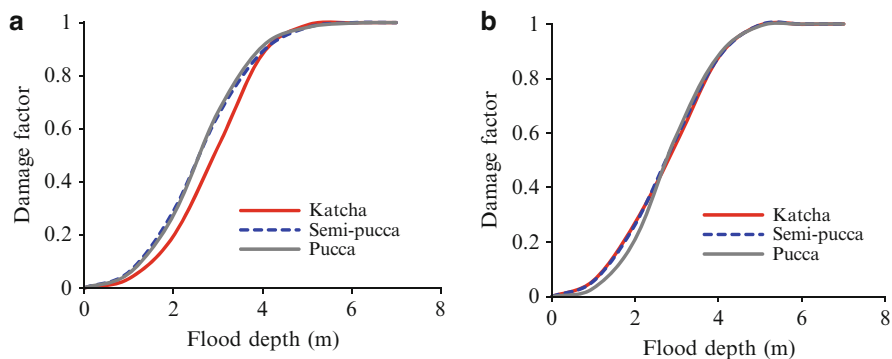 a
Damage factor
1
0.8
0.6
0.4
0.2
0
0
2
4
6
8
Flood depth (m)
Katcha
Semi-pucca
Pucca
b
Damage factor
1
0.8
0.6
0.4
0.2
0
0
2
4
6
8
Flood depth (m)
Katcha
Semi-pucca
Pucca